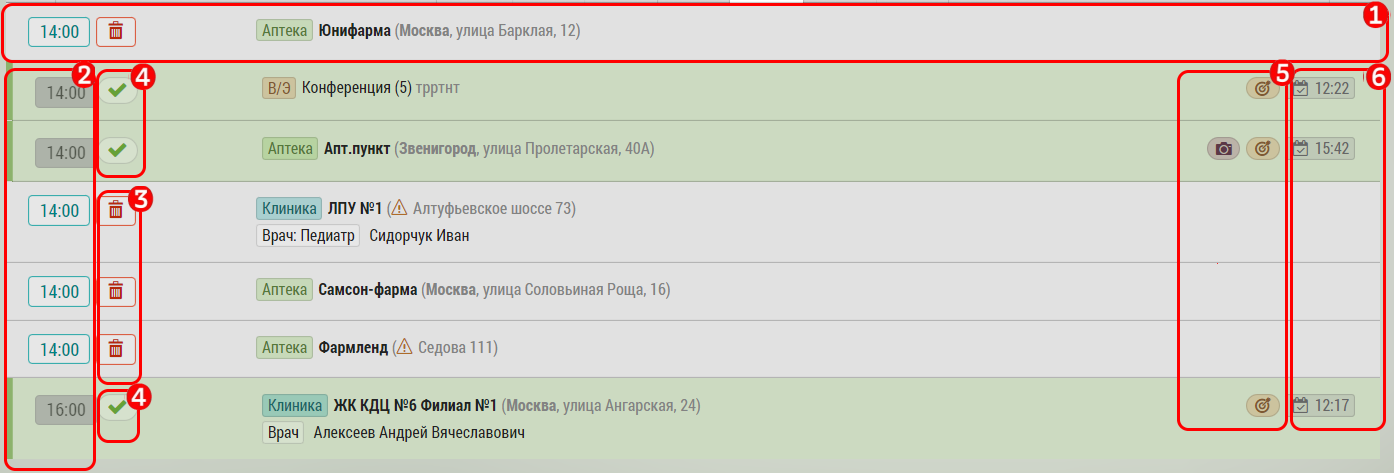 1
14:00 Аптека Юнифарма (Москва, улица Барклая, 12)
2 4 5 6
14:00 В/Э Конференция (5) трртнт 12:22
14:00 Аптека Апт.пункт (Звенигород, улица Пролетарская, 40А) 15:42
3
14:00 Клиника ЛПУ №1 (Алтуфьевское шоссе 73)
Врач: Педиатр Сидорчук Иван
14:00 Аптека Самсон-фарма (Москва, улица Соловьиная Роща, 16)
14:00 Аптека Фармленд (Седова 111)
4
16:00 Клиника ЖК КДЦ №6 Филиал №1 (Москва, улица Ангарская, 24) 12:17
Врач Алексеев Андрей Вячеславович